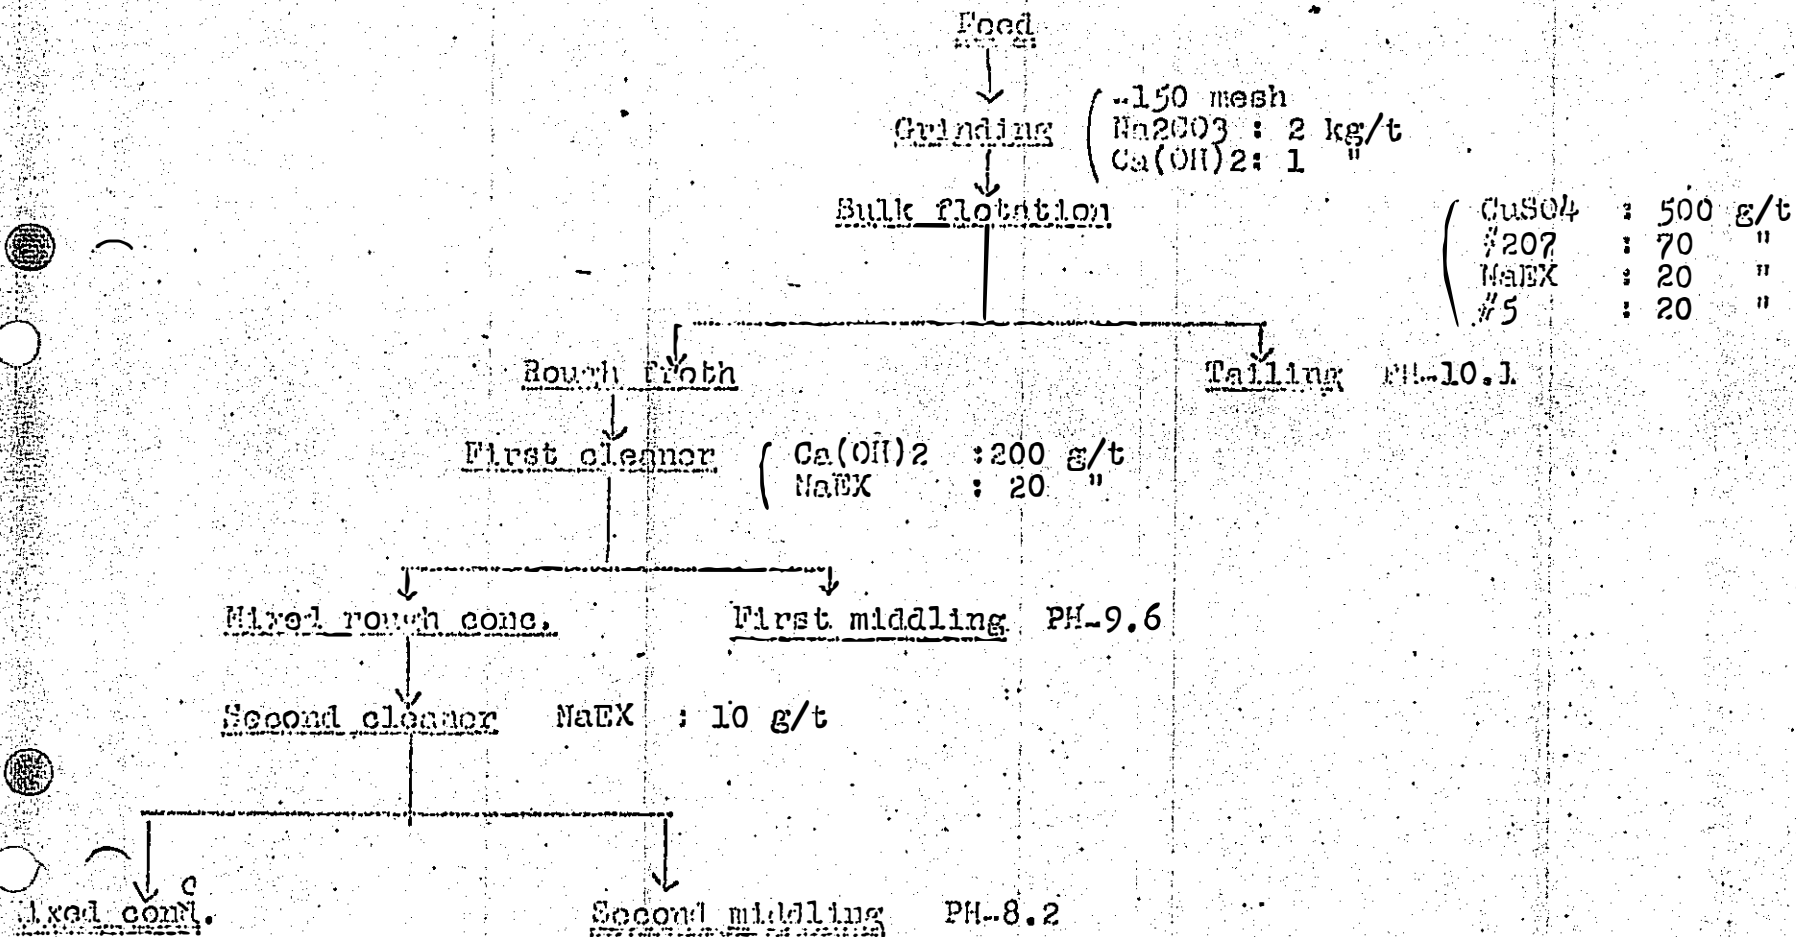 Feed
Grinding
-150 mesh
Na2CO3 : 2 kg/t
Ca(OH)2: 1 "
Bulk flotation
CuSO4 : 500 g/t
#207 : 70 "
NaEX : 20 "
#5 : 20 "
Rough froth
Tailing PH-10.1
First cleaner
Ca(OH)2 :200 g/t
NaEX : 20 "
Mixed rough conc.
First middling PH-9.6
Second cleaner NaEX : 10 g/t
Mixed conc.
Second middling PH-8.2